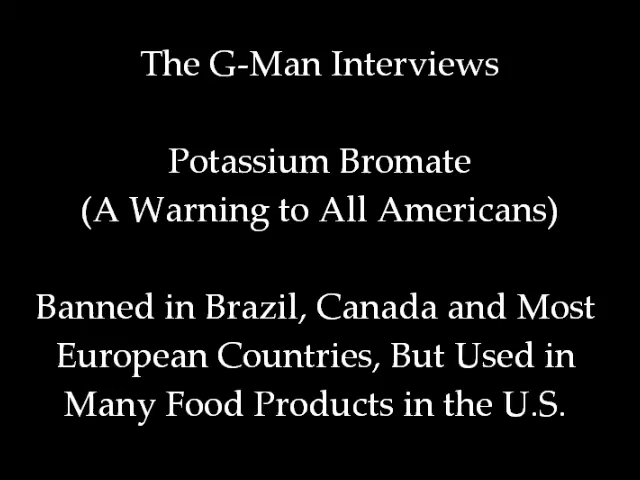 The G-Man Interviews
Potassium Bromate
(A Warning to All Americans)
Banned in Brazil, Canada and Most
European Countries, But Used in
Many Food Products in the U.S.